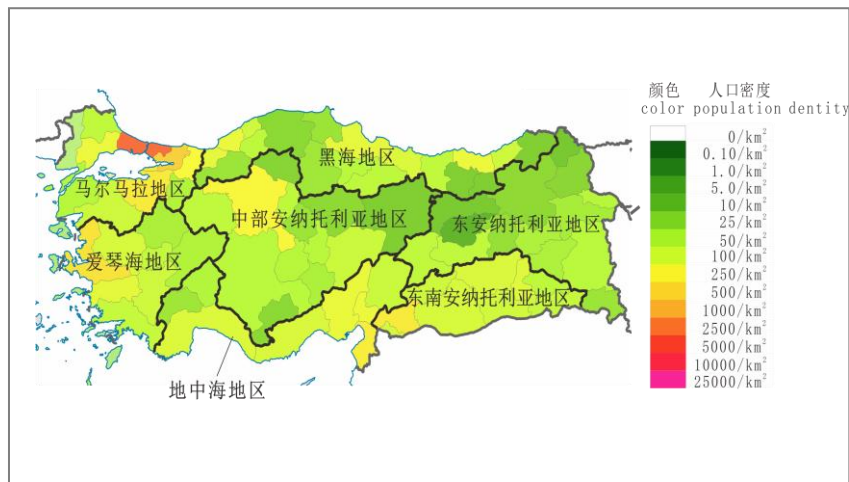 颜色 人口密度
color population dentity
0/km²
0.10/km²
1.0/km²
5.0/km²
10/km²
25/km²
50/km²
100/km²
250/km²
500/km²
1000/km²
2500/km²
5000/km²
10000/km²
25000/km²
黑海地区
马尔马拉地区
中部安纳托利亚地区
东安纳托利亚地区
爱琴海地区
东南安纳托利亚地区
地中海地区